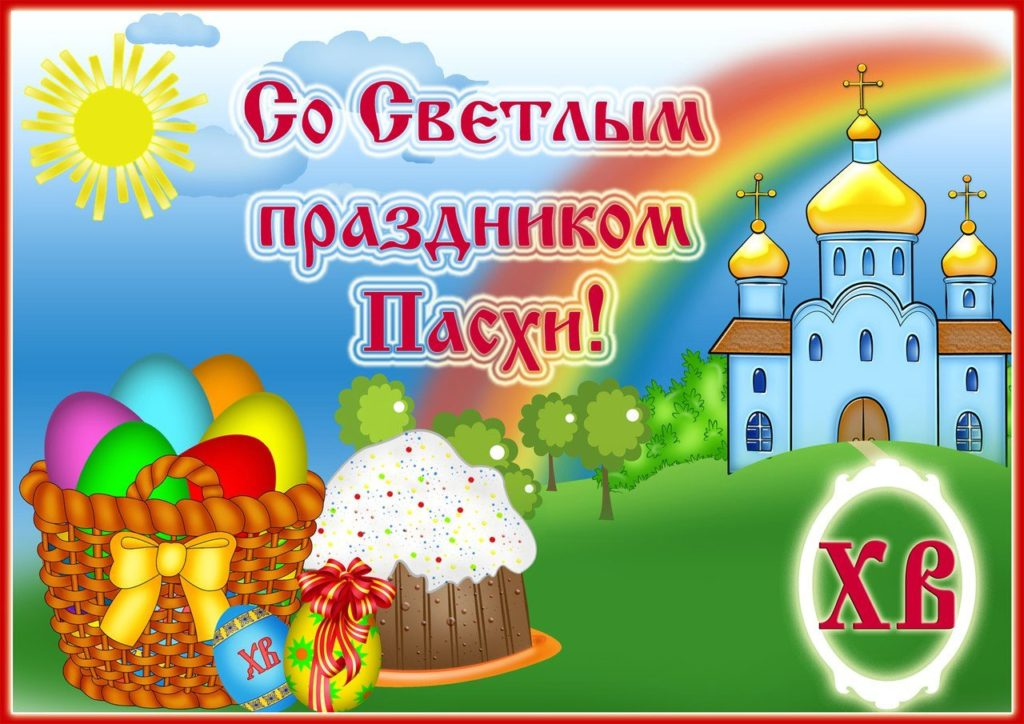 Со Светлым
праздником
Пасхи!
ХВ
ХВ